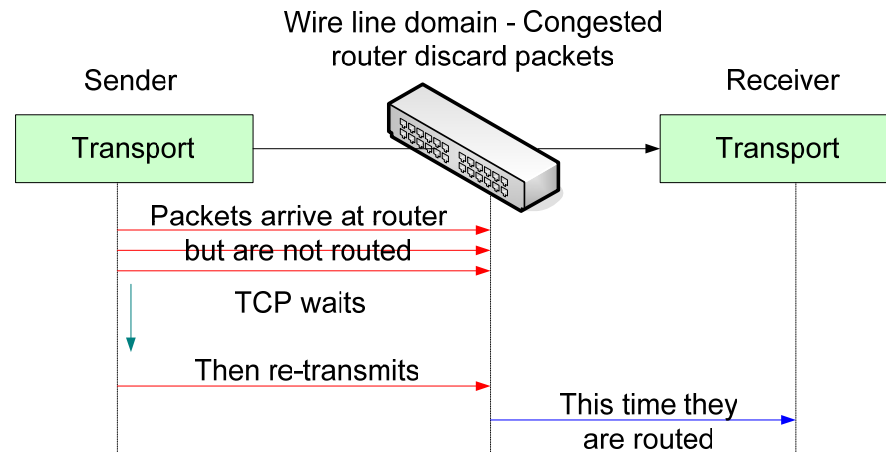 Wire line domain - Congested
router discard packets
Sender
Receiver
Transport
Transport
Packets arrive at router
but are not routed
TCP waits
Then re-transmits
This time they
are routed